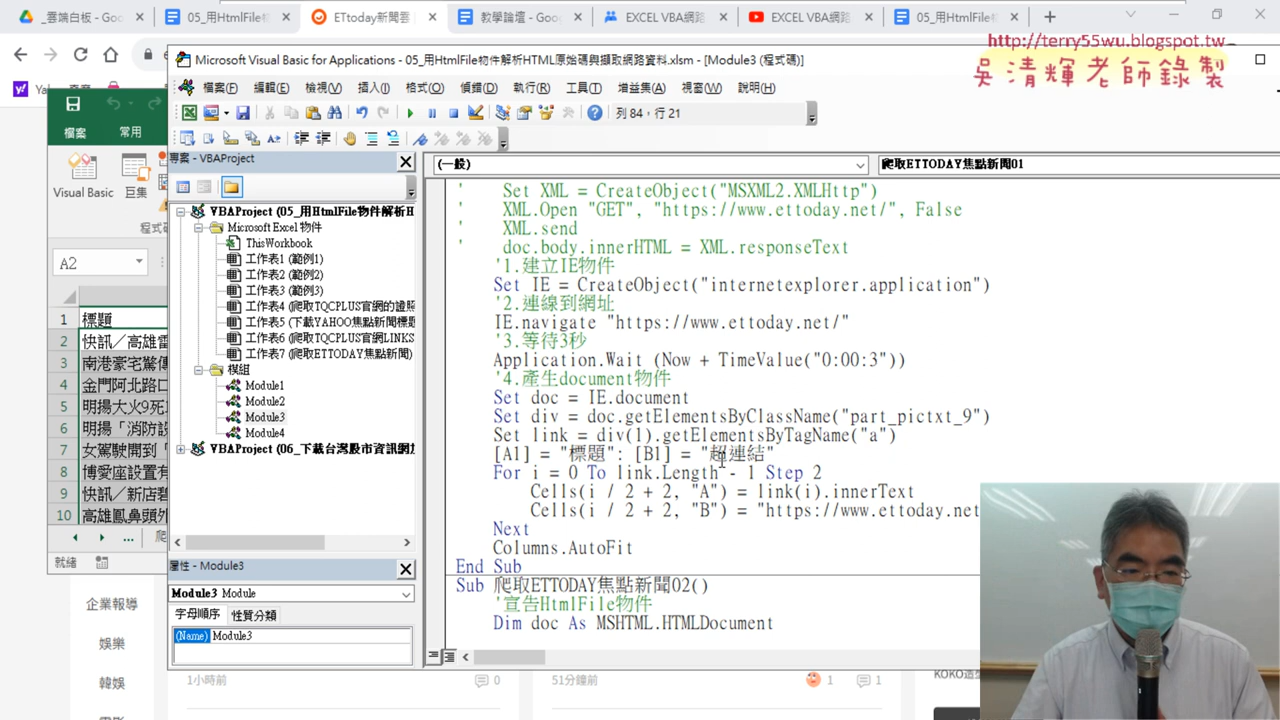 _雲端白板 - Go
05_用HtmlFile物
ETtoday新聞雲
教學論壇 - Goo
EXCEL VBA網路
EXCEL VBA網路
05_用HtmlFile物
http://terry55wu.blogspot.tw
吳清輝老師錄製
Microsoft Visual Basic for Applications - 05_用HtmlFile物件解析HTML原始碼與擷取網路資料.xlsm - [Module3 (程式碼)]
檔案(F) 編輯(E) 檢視(V) 插入(I) 格式(O) 偵錯(D) 執行(R) 工具(T) 增益集(A) 視窗(W) 說明(H)
列 84，行 21
檔案
常用
Visual Basic
巨集
A2
1 標題
2 快訊／高雄雷
3 南港豪宅驚傳
4 金門阿北路口
5 明揚大火9死
6 明揚「消防設
7 女駕駛開到「
8 博愛座設置有
9 快訊／新店碧
10 高雄鳳鼻頭外
就緒
企業報導
娛樂
韓娛
專案 - VBAProject
VBAProject (05_用HtmlFile物件解析H
Microsoft Excel 物件
ThisWorkbook
工作表1 (範例1)
工作表2 (範例2)
工作表3 (範例3)
工作表4 (爬取TQCPLUS官網的證照
工作表5 (下載YAHOO焦點新聞標題
工作表6 (爬取TQCPLUS官網LINKS
工作表7 (爬取ETTODAY焦點新聞)
模組
Module1
Module2
Module3
Module4
VBAProject (06_下載台灣股市資訊網加
屬性 - Module3
Module3 Module
字母順序 性質分類
(Name) Module3
(一般)
爬取ETTODAY焦點新聞01
' Set XML = CreateObject("MSXML2.XMLHttp")
' XML.Open "GET", "https://www.ettoday.net/", False
' XML.send
' doc.body.innerHTML = XML.responseText
'1.建立IE物件
Set IE = CreateObject("internetexplorer.application")
'2.連線到網址
IE.navigate "https://www.ettoday.net/"
'3.等待3秒
Application.Wait (Now + TimeValue("0:00:3"))
'4.產生document物件
Set doc = IE.document
Set div = doc.getElementsByClassName("part_pictxt_9")
Set link = div(1).getElementsByTagName("a")
[A1] = "標題": [B1] = "超連結"
For i = 0 To link.Length - 1 Step 2
Cells(i / 2 + 2, "A") = link(i).innerText
Cells(i / 2 + 2, "B") = "https://www.ettoday.net
Next
Columns.AutoFit
End Sub
Sub 爬取ETTODAY焦點新聞02()
'宣告HtmlFile物件
Dim doc As MSHTML.HTMLDocument
1小時前
0
51分鐘前
1
1